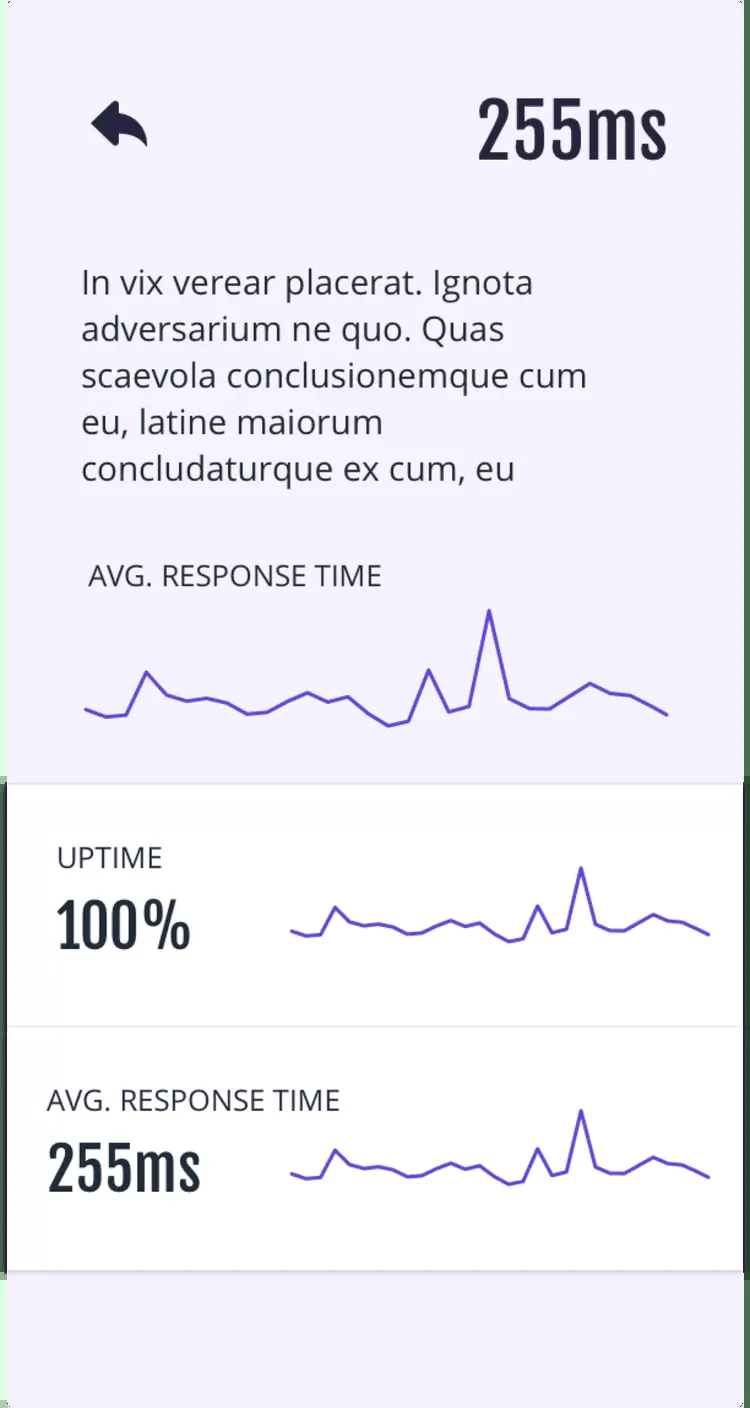 255ms
In vix verear placerat. Ignota
adversarium ne quo. Quas
scaevola conclusionemque cum
eu, latine maiorum
concludaturque ex cum, eu
AVG. RESPONSE TIME
UPTIME
100%
AVG. RESPONSE TIME
255ms